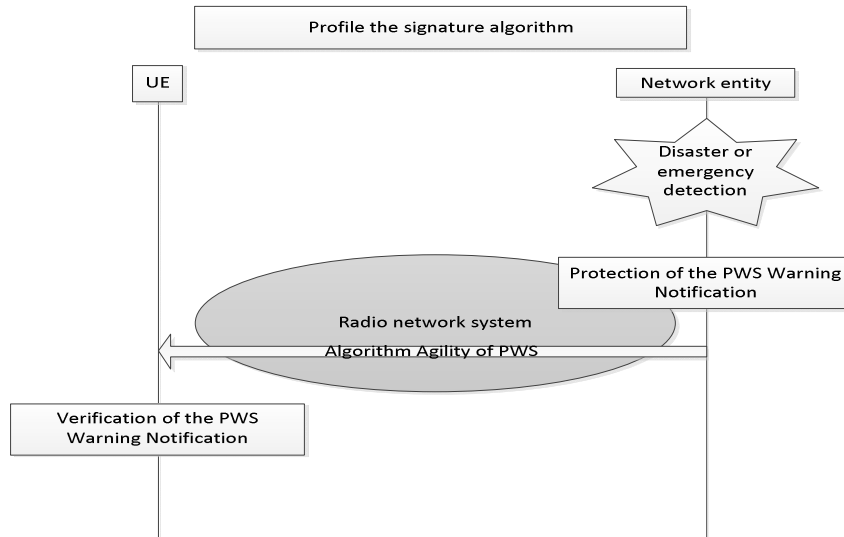 Profile the signature algorithm
UE
Network entity
Disaster or
emergency
detection
Protection of the PWS Warning
Notification
Radio network system
Algorithm Agility of PWS
Verification of the PWS
Warning Notification